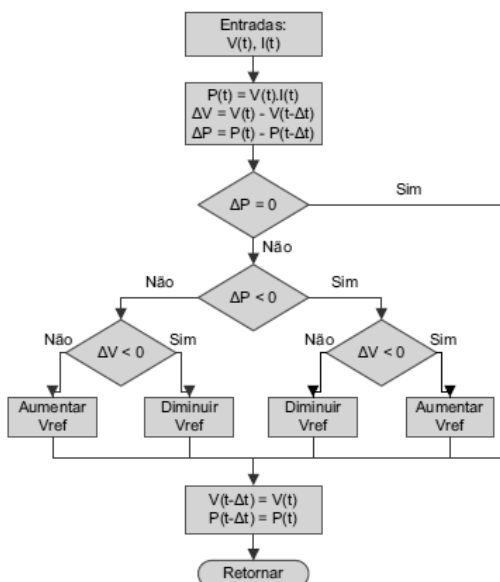 Entradas:
V(t), I(t)
P(t) = V(t).I(t)
ΔV = V(t) - V(t-Δt)
ΔP = P(t) - P(t-Δt)
ΔP = 0
Sim
Não
ΔP < 0
Não
Sim
ΔV < 0
Não
Sim
ΔV < 0
Não
Sim
Aumentar
Vref
Diminuir
Vref
Diminuir
Vref
Aumentar
Vref
V(t-Δt) = V(t)
P(t-Δt) = P(t)
Retornar